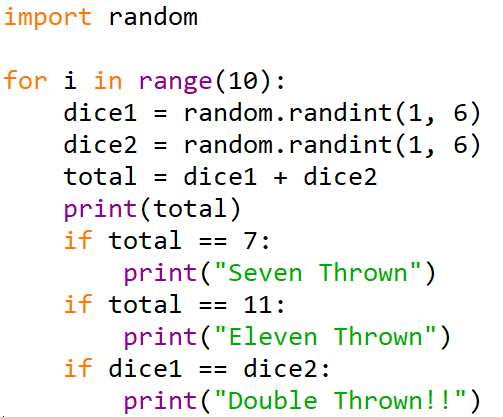 import random

for i in range(10):
    dice1 = random.randint(1, 6)
    dice2 = random.randint(1, 6)
    total = dice1 + dice2
    print(total)
    if total == 7:
        print("Seven Thrown")
    if total == 11:
        print("Eleven Thrown")
    if dice1 == dice2:
        print("Double Thrown!!")